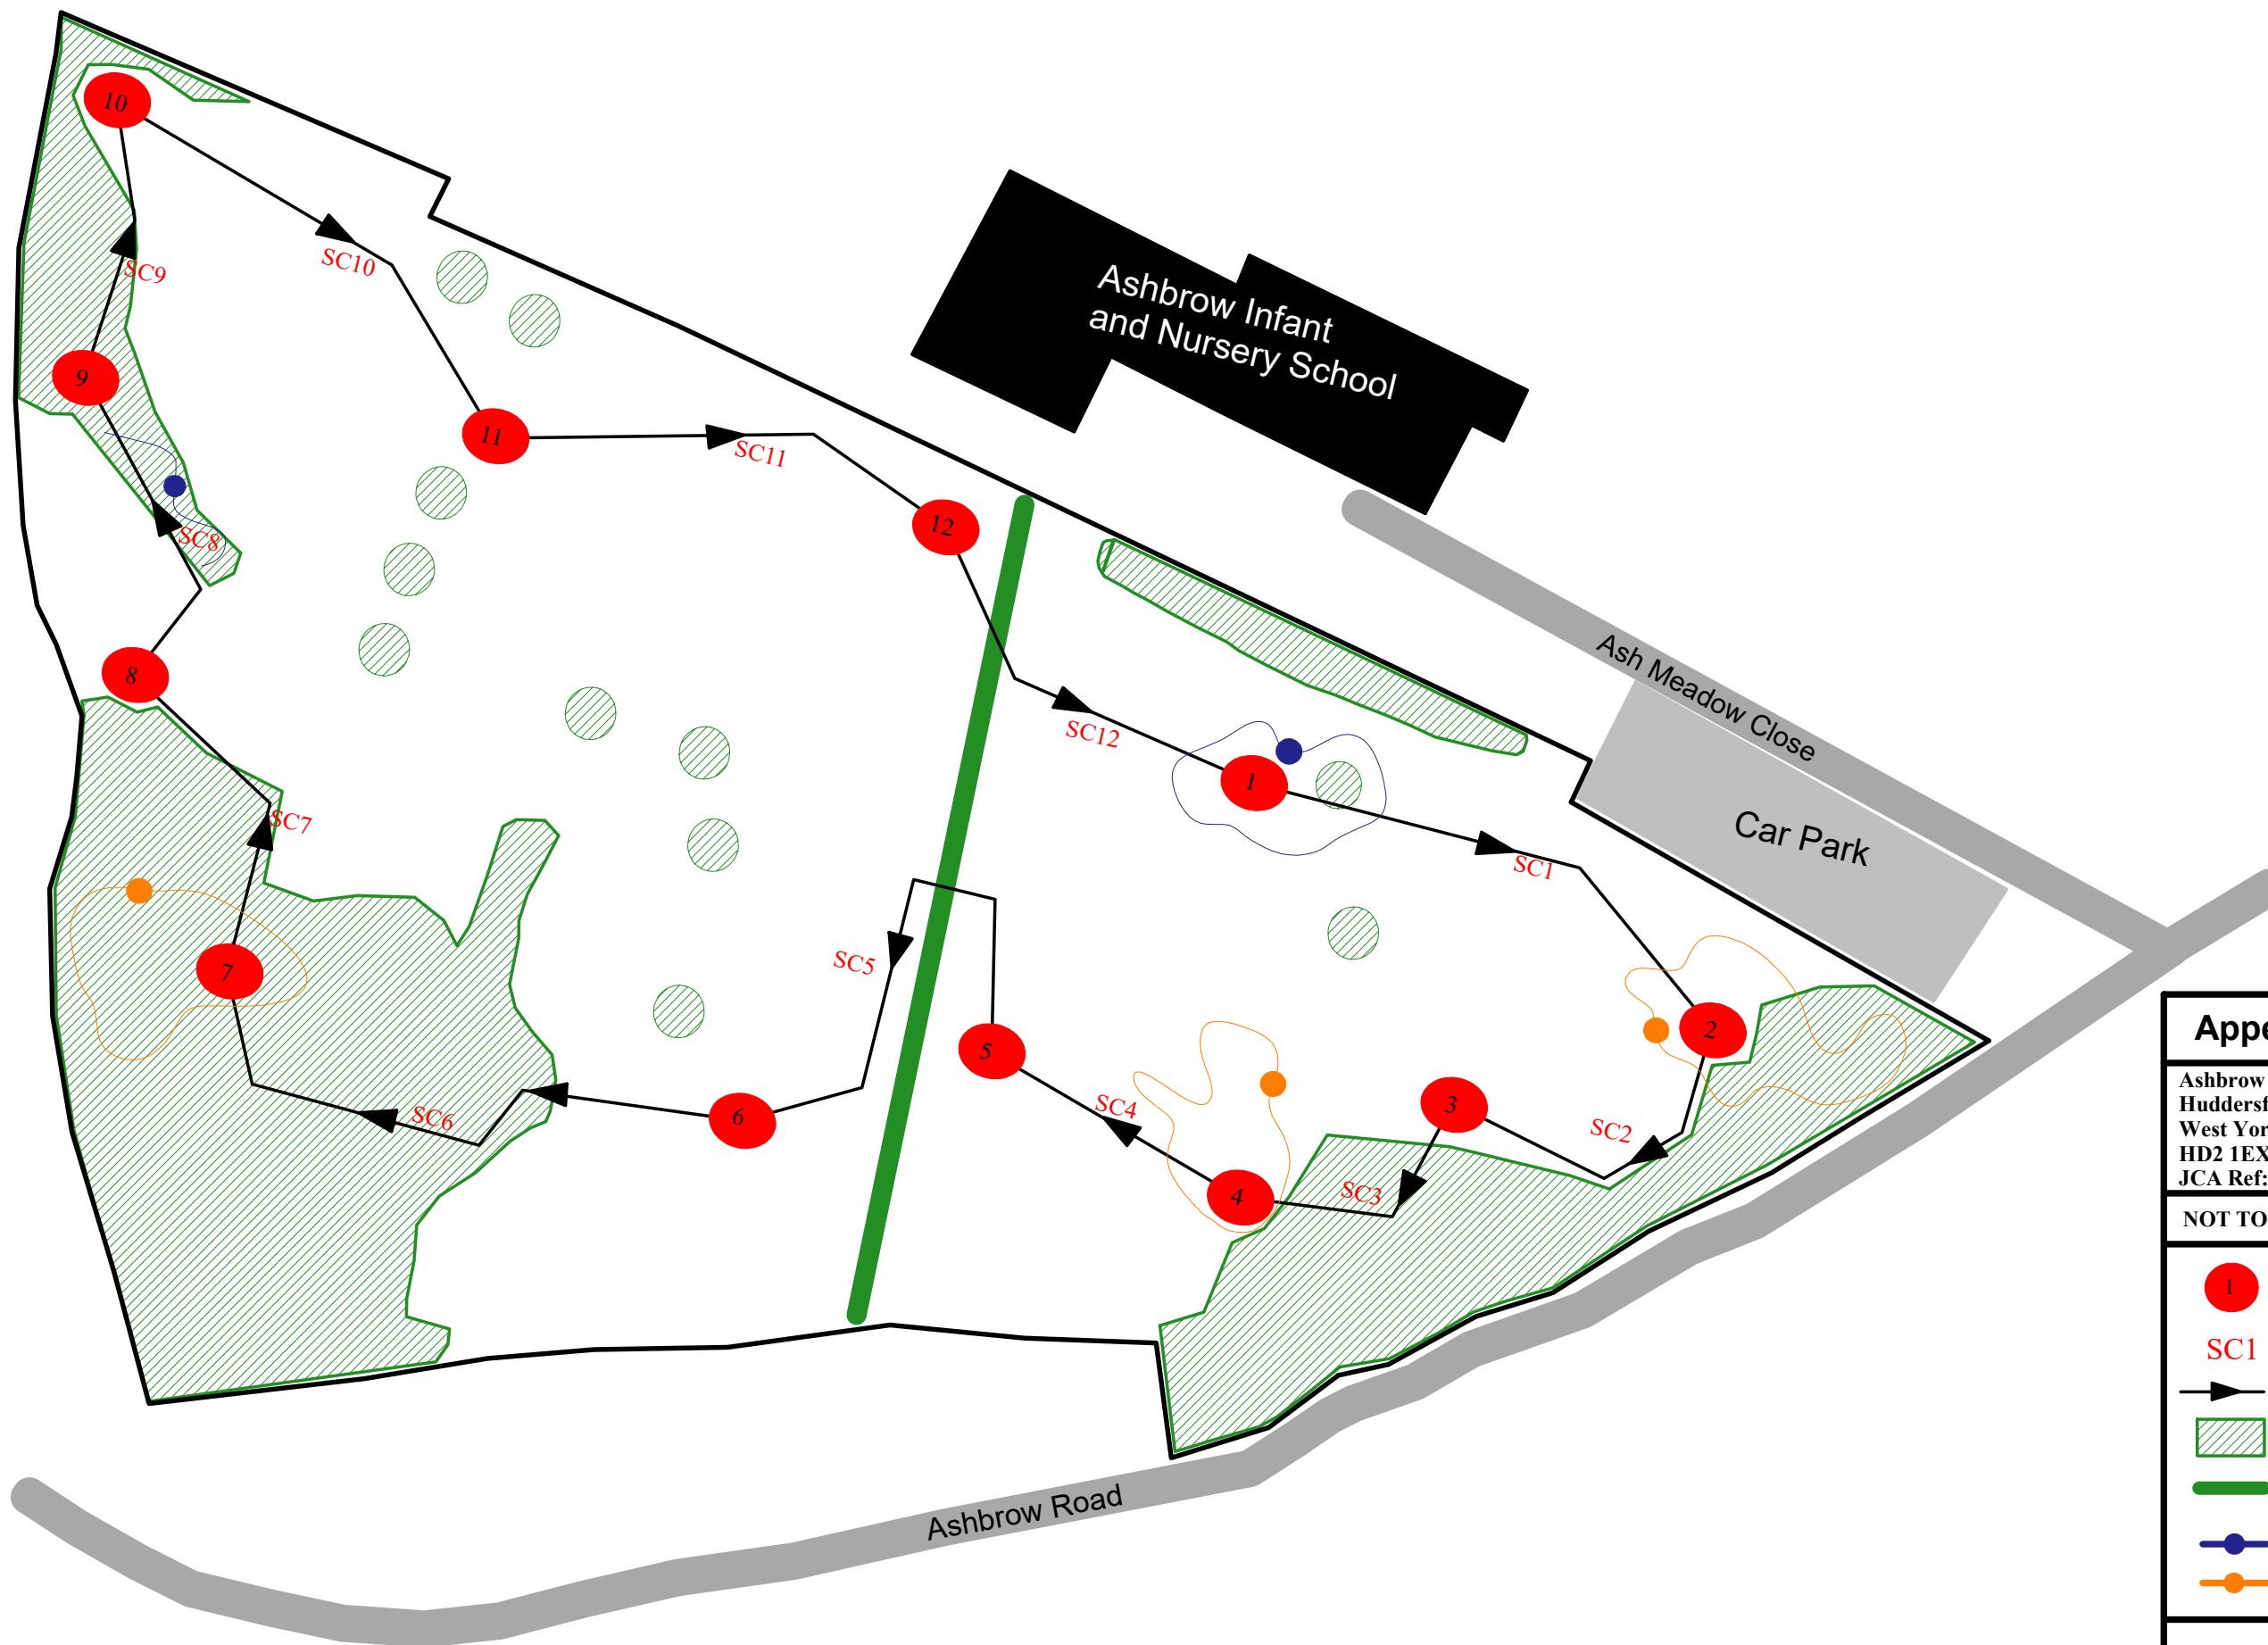 10
SC9
SC10
9
11
SC11
SC8
12
8
Ashbrow Infant
and Nursery School
Ash Meadow Close
Car Park
SC12
1
SC1
SC7
7
SC5
5
2
3
SC2
SC4
SC3
4
6
SC6
Ashbrow Road
Ashbrow
HD2 1EX
JCA Ref:
NOT TO
1
SC1